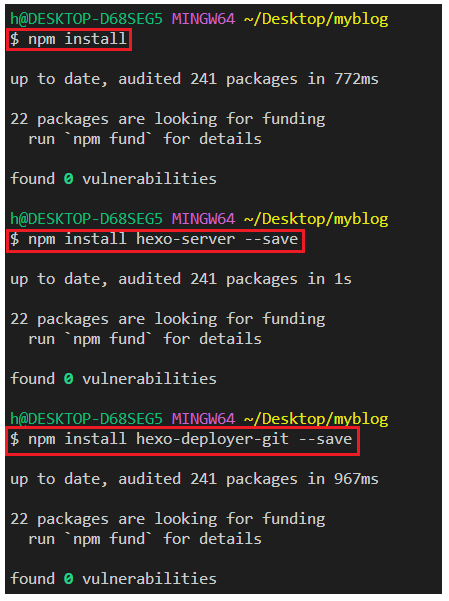 h@DESKTOP-D68SEG5 MINGW64 ~/Desktop/myblog
$ npm install
up to date, audited 241 packages in 772ms
22 packages are looking for funding
  run `npm fund` for details
found 0 vulnerabilities
h@DESKTOP-D68SEG5 MINGW64 ~/Desktop/myblog
$ npm install hexo-server --save
up to date, audited 241 packages in 1s
22 packages are looking for funding
  run `npm fund` for details
found 0 vulnerabilities
h@DESKTOP-D68SEG5 MINGW64 ~/Desktop/myblog
$ npm install hexo-deployer-git --save
up to date, audited 241 packages in 967ms
22 packages are looking for funding
  run `npm fund` for details
found 0 vulnerabilities